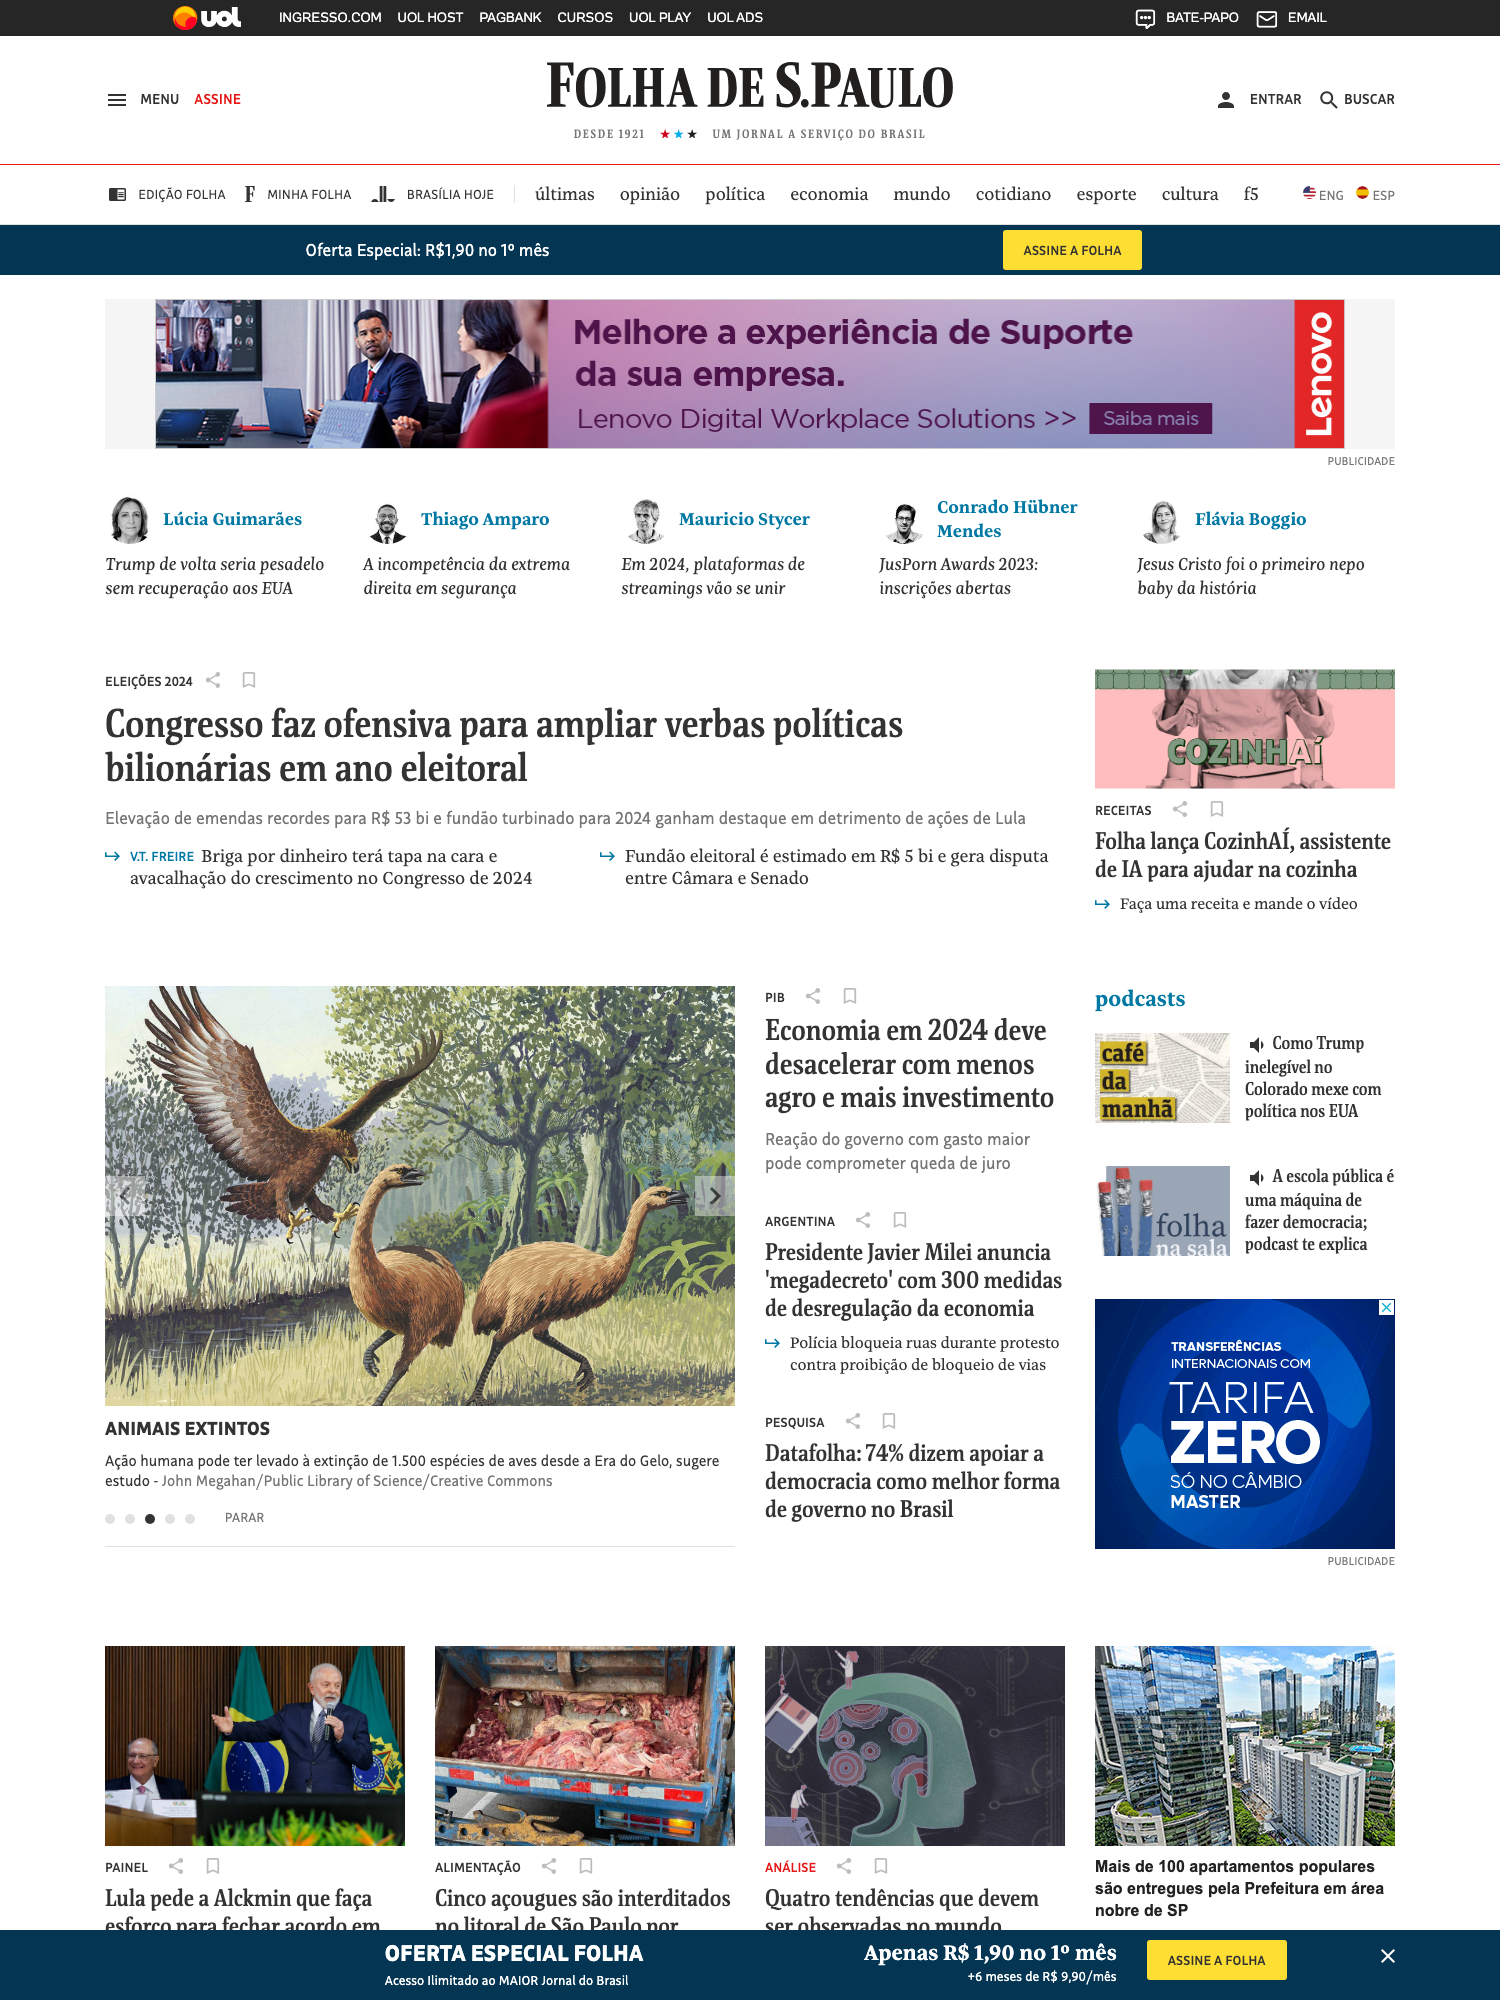 uol INGRESSO.COM UOL HOST PAGBANK CURSOS UOL PLAY UOL ADS BATE-PAPO EMAIL
MENU ASSINE FOLHA DE S.PAULO ENTRAR BUSCAR
DESDE 1921 ★★★ UM JORNAL A SERVIÇO DO BRASIL
EDIÇÃO FOLHA F MINHA FOLHA BRASÍLIA HOJE últimas opinião política economia mundo cotidiano esporte cultura f5 ENG ESP
Oferta Especial: R$1,90 no 1º mês ASSINE A FOLHA
Melhore a experiência de Suporte
da sua empresa.
Lenovo Digital Workplace Solutions >> Saiba mais
Lenovo
PUBLICIDADE
Lúcia Guimarães
Trump de volta seria pesadelo
sem recuperação aos EUA
Thiago Amparo
A incompetência da extrema
direita em segurança
Mauricio Stycer
Em 2024, plataformas de
streamings vão se unir
Conrado Hübner
Mendes
JusPorn Awards 2023:
inscrições abertas
Flávia Boggio
Jesus Cristo foi o primeiro nepo
baby da história
ELEIÇÕES 2024
Congresso faz ofensiva para ampliar verbas políticas
bilionárias em ano eleitoral
Elevação de emendas recordes para R$ 53 bi e fundão turbinado para 2024 ganham destaque em detrimento de ações de Lula
V.T. FREIRE Briga por dinheiro terá tapa na cara e
avacalhação do crescimento no Congresso de 2024
Fundão eleitoral é estimado em R$ 5 bi e gera disputa
entre Câmara e Senado
COZINHAÍ
RECEITAS
Folha lança CozinhAÍ, assistente
de IA para ajudar na cozinha
Faça uma receita e mande o vídeo
ANIMAIS EXTINTOS
Ação humana pode ter levado à extinção de 1.500 espécies de aves desde a Era do Gelo, sugere
estudo - John Megahan/Public Library of Science/Creative Commons
PARAR
PIB
Economia em 2024 deve
desacelerar com menos
agro e mais investimento
Reação do governo com gasto maior
pode comprometer queda de juro
ARGENTINA
Presidente Javier Milei anuncia
'megadecreto' com 300 medidas
de desregulação da economia
Polícia bloqueia ruas durante protesto
contra proibição de bloqueio de vias
PESQUISA
Datafolha: 74% dizem apoiar a
democracia como melhor forma
de governo no Brasil
podcasts
café
da
manhã
Como Trump
inelegível no
Colorado mexe com
política nos EUA
folha
na sala
A escola pública é
uma máquina de
fazer democracia;
podcast te explica
TRANSFERÊNCIAS
INTERNACIONAIS COM
TARIFA
ZERO
SÓ NO CÂMBIO
MASTER
PUBLICIDADE
PAINEL
Lula pede a Alckmin que faça
esforço para fechar acordo em
ALIMENTAÇÃO
Cinco açougues são interditados
no litoral de São Paulo por
ANÁLISE
Quatro tendências que devem
ser observadas no mundo
Mais de 100 apartamentos populares
são entregues pela Prefeitura em área
nobre de SP
OFERTA ESPECIAL FOLHA
Acesso Ilimitado ao MAIOR Jornal do Brasil
Apenas R$ 1,90 no 1º mês
+6 meses de R$ 9,90/mês
ASSINE A FOLHA